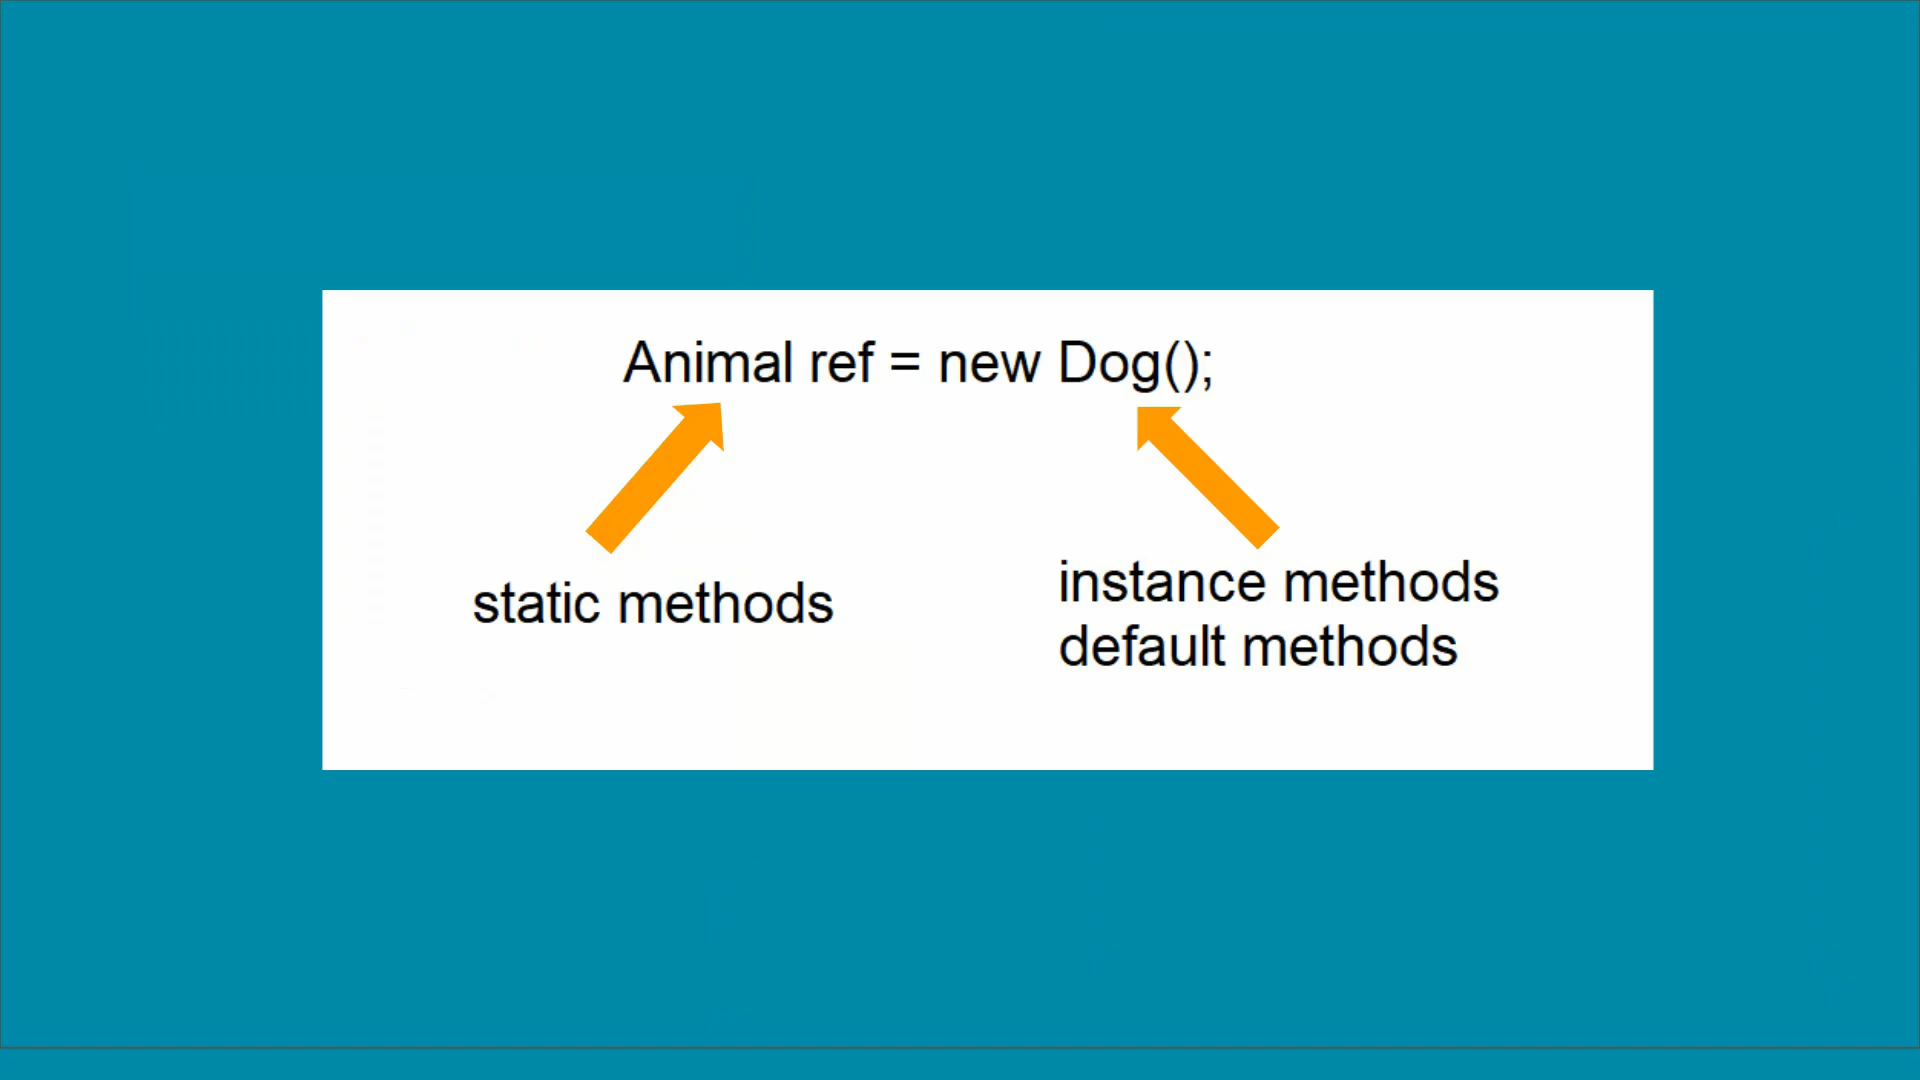 Animal ref = new Dog();
static methods
instance methods
default methods